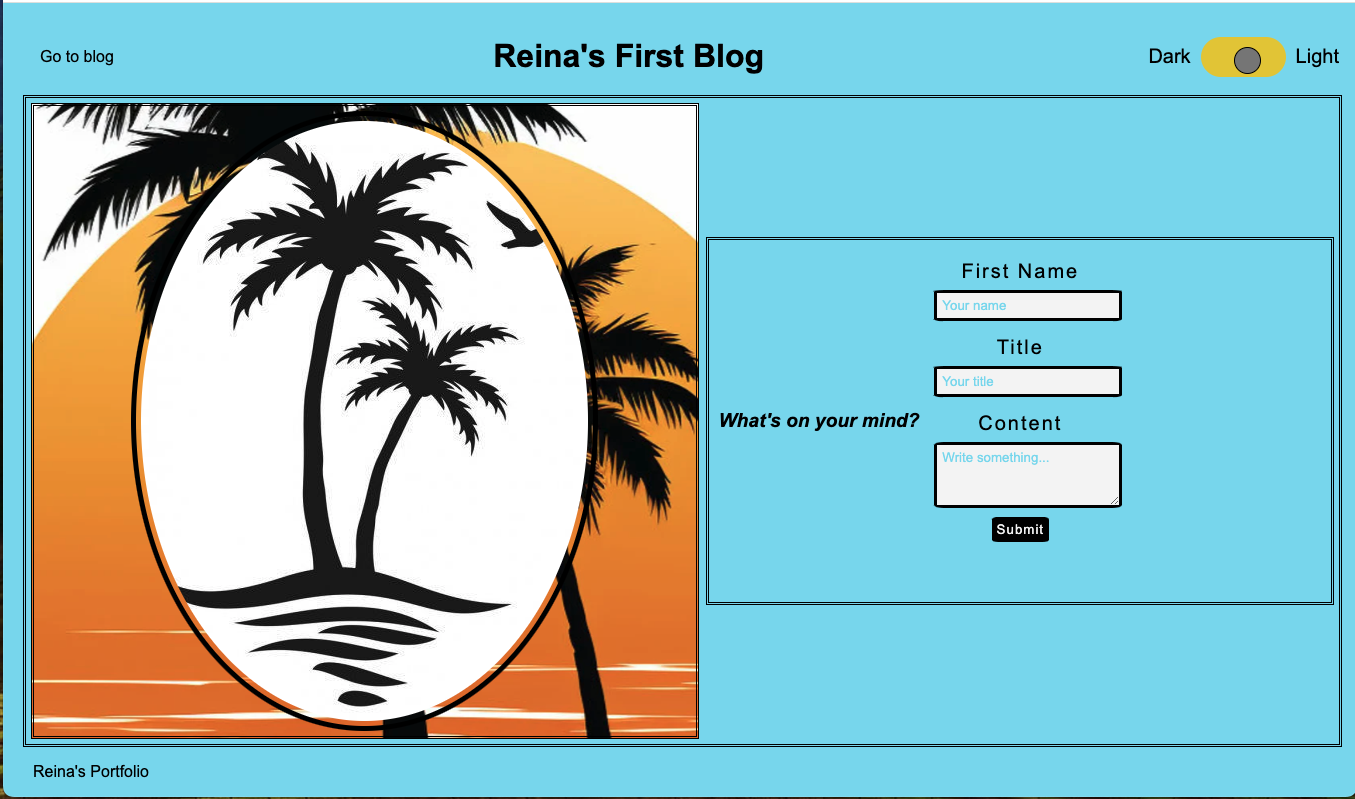 Go to blog
Reina's First Blog
Dark
Light
First Name
Your name
Title
Your title
What's on your mind?
Content
Write something...
Submit
Reina's Portfolio